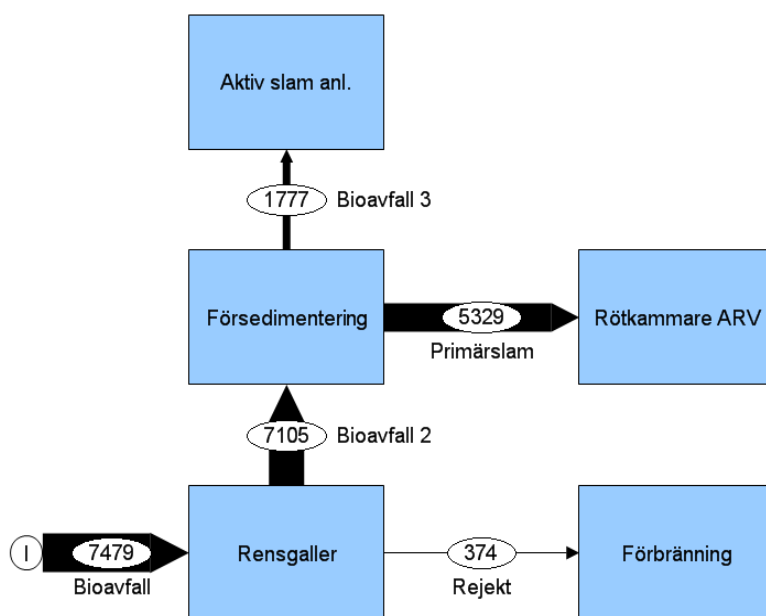 Aktiv slam anl.
1777
Bioavfall 3
Försedimentering
5329
Primärslam
Rötkammare ARV
7105
Bioavfall 2
I
7479
Bioavfall
Rensgaller
374
Rejekt
Förbränning